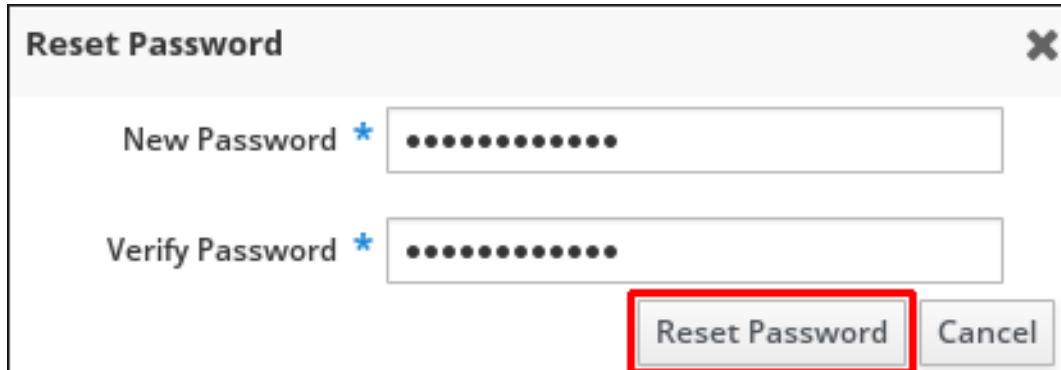 Reset Password
New Password * ••••••••••••
Verify Password * ••••••••••••
Reset Password Cancel